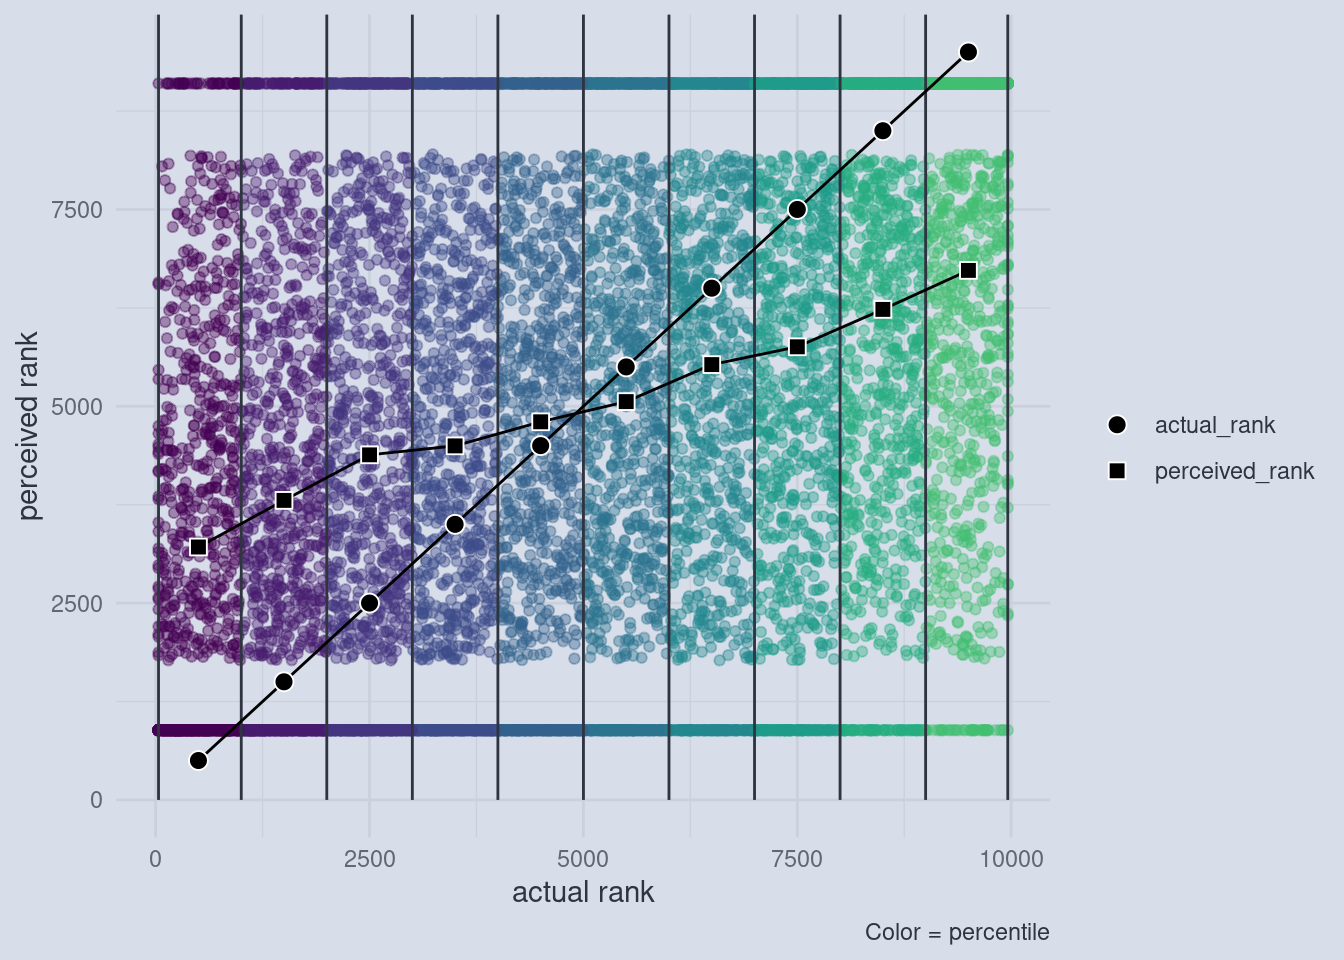 7500
5000
2500
0
perceived rank
0 2500 5000 7500 10000
actual rank
actual_rank
perceived_rank
Color = percentile